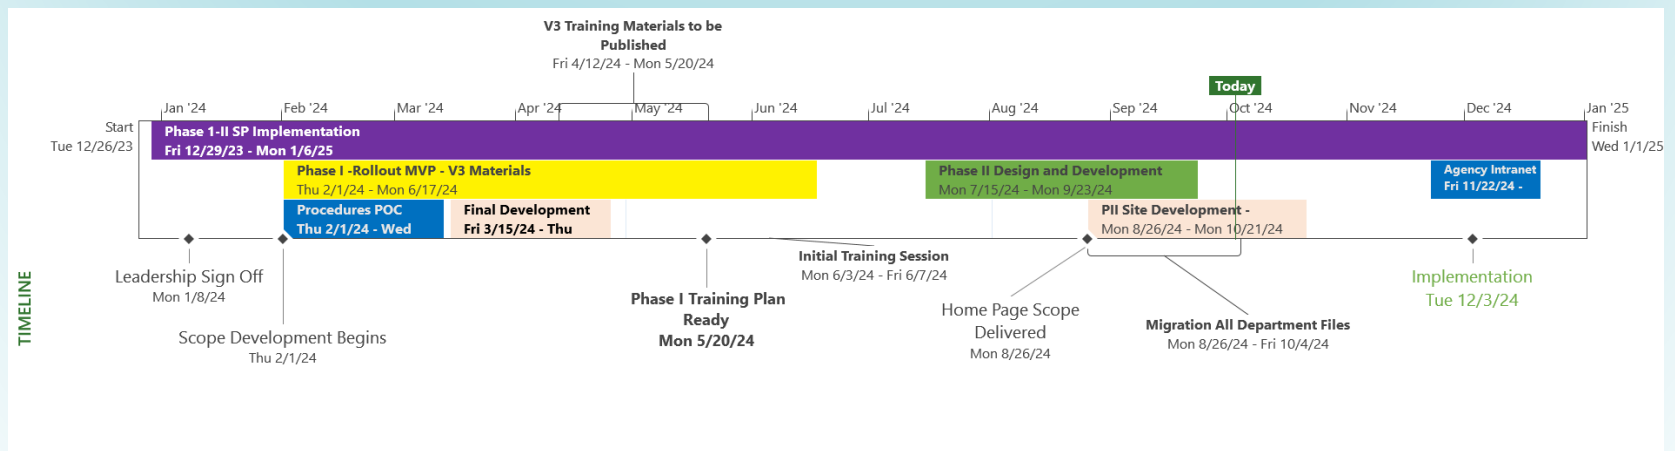 V3 Training Materials to be
Published
Fri 4/12/24 - Mon 5/20/24
Today
Jan '24
Feb '24
Mar '24
Apr '24
May '24
Jun '24
Jul '24
Aug '24
Sep '24
Oct '24
Nov '24
Dec '24
Jan '25
Start
Tue 12/26/23
Phase 1-II SP Implementation
Fri 12/29/23 - Mon 1/6/25
Finish
Wed 1/1/25
Phase I -Rollout MVP - V3 Materials
Thu 2/1/24 - Mon 6/17/24
Phase II Design and Development
Mon 7/15/24 - Mon 9/23/24
Agency Intranet
Fri 11/22/24 -
Procedures POC
Thu 2/1/24 - Wed
Final Development
Fri 3/15/24 - Thu
PII Site Development -
Mon 8/26/24 - Mon 10/21/24
Leadership Sign Off
Mon 1/8/24
Scope Development Begins
Thu 2/1/24
Phase I Training Plan
Ready
Mon 5/20/24
Initial Training Session
Mon 6/3/24 - Fri 6/7/24
Home Page Scope
Delivered
Mon 8/26/24
Migration All Department Files
Mon 8/26/24 - Fri 10/4/24
Implementation
Tue 12/3/24
TIMELINE